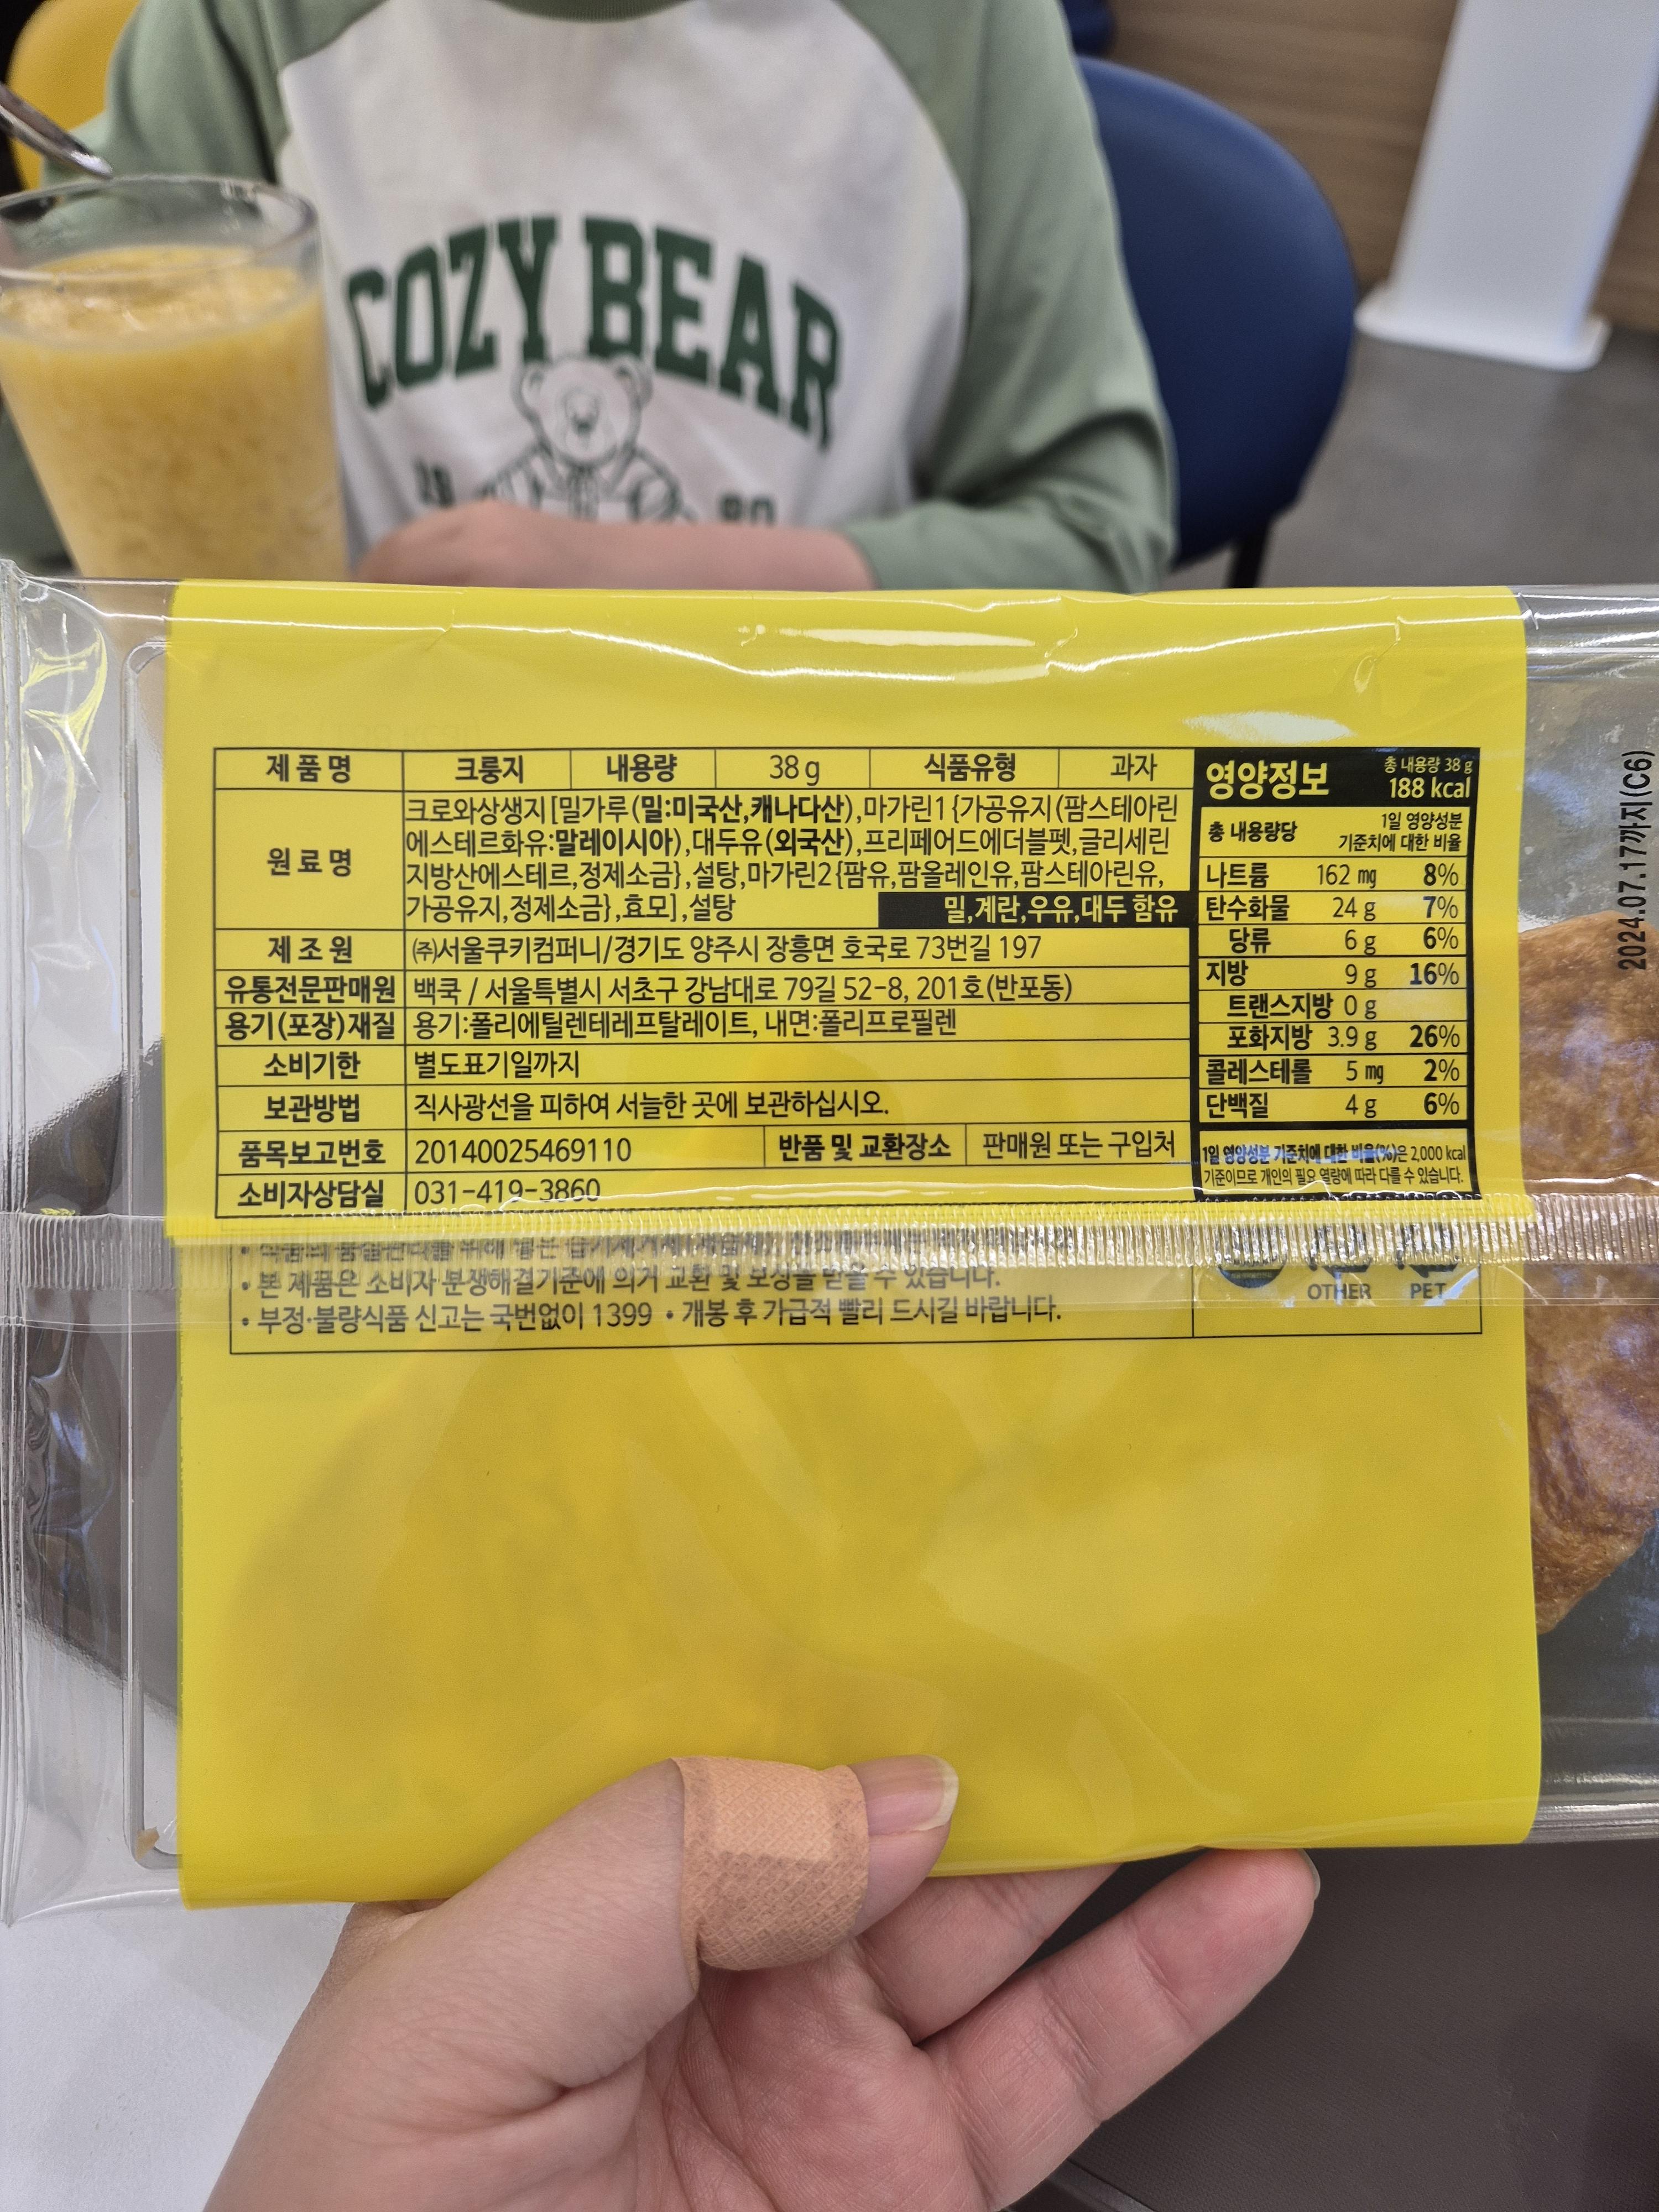 COZY BEAR
제품명 크룽지 내용량 38 g 식품유형 과자
원료명
크로와상생지[밀가루(밀:미국산,캐나다산),마가린1{가공유지(팜스테아린
에스테르화유:말레이시아),대두유(외국산),프리페어드에더블펫,글리세린
지방산에스테르,정제소금},설탕,마가린2{팜유,팜올레인유,팜스테아린유,
가공유지,정제소금},효모],설탕
밀,계란,우유,대두 함유
제조원 ㈜서울쿠키컴퍼니/경기도 양주시 장흥면 호국로 73번길 197
유통전문판매원 백쿡 / 서울특별시 서초구 강남대로 79길 52-8, 201호(반포동)
용기(포장)재질 용기:폴리에틸렌테레프탈레이트, 내면:폴리프로필렌
소비기한 별도표기일까지
보관방법 직사광선을 피하여 서늘한 곳에 보관하십시오.
품목보고번호 20140025469110 반품 및 교환장소 판매원 또는 구입처
소비자상담실 031-419-3860
• 본 제품은 소비자 분쟁해결기준에 의거 교환 및 보상을 받을 수 있습니다.
• 부정·불량식품 신고는 국번없이 1399 • 개봉 후 가급적 빨리 드시길 바랍니다.
영양정보 총 내용량 38 g
188 kcal
총 내용량당 1일 영양성분
기준치에 대한 비율
나트륨 162 mg 8%
탄수화물 24 g 7%
당류 6 g 6%
지방 9 g 16%
트랜스지방 0 g
포화지방 3.9 g 26%
콜레스테롤 5 mg 2%
단백질 4 g 6%
1일 영양성분 기준치에 대한 비율(%)은 2,000 kcal
기준이므로 개인의 필요 열량에 따라 다를 수 있습니다.
OTHER PET
2024.07.17까지(C6)